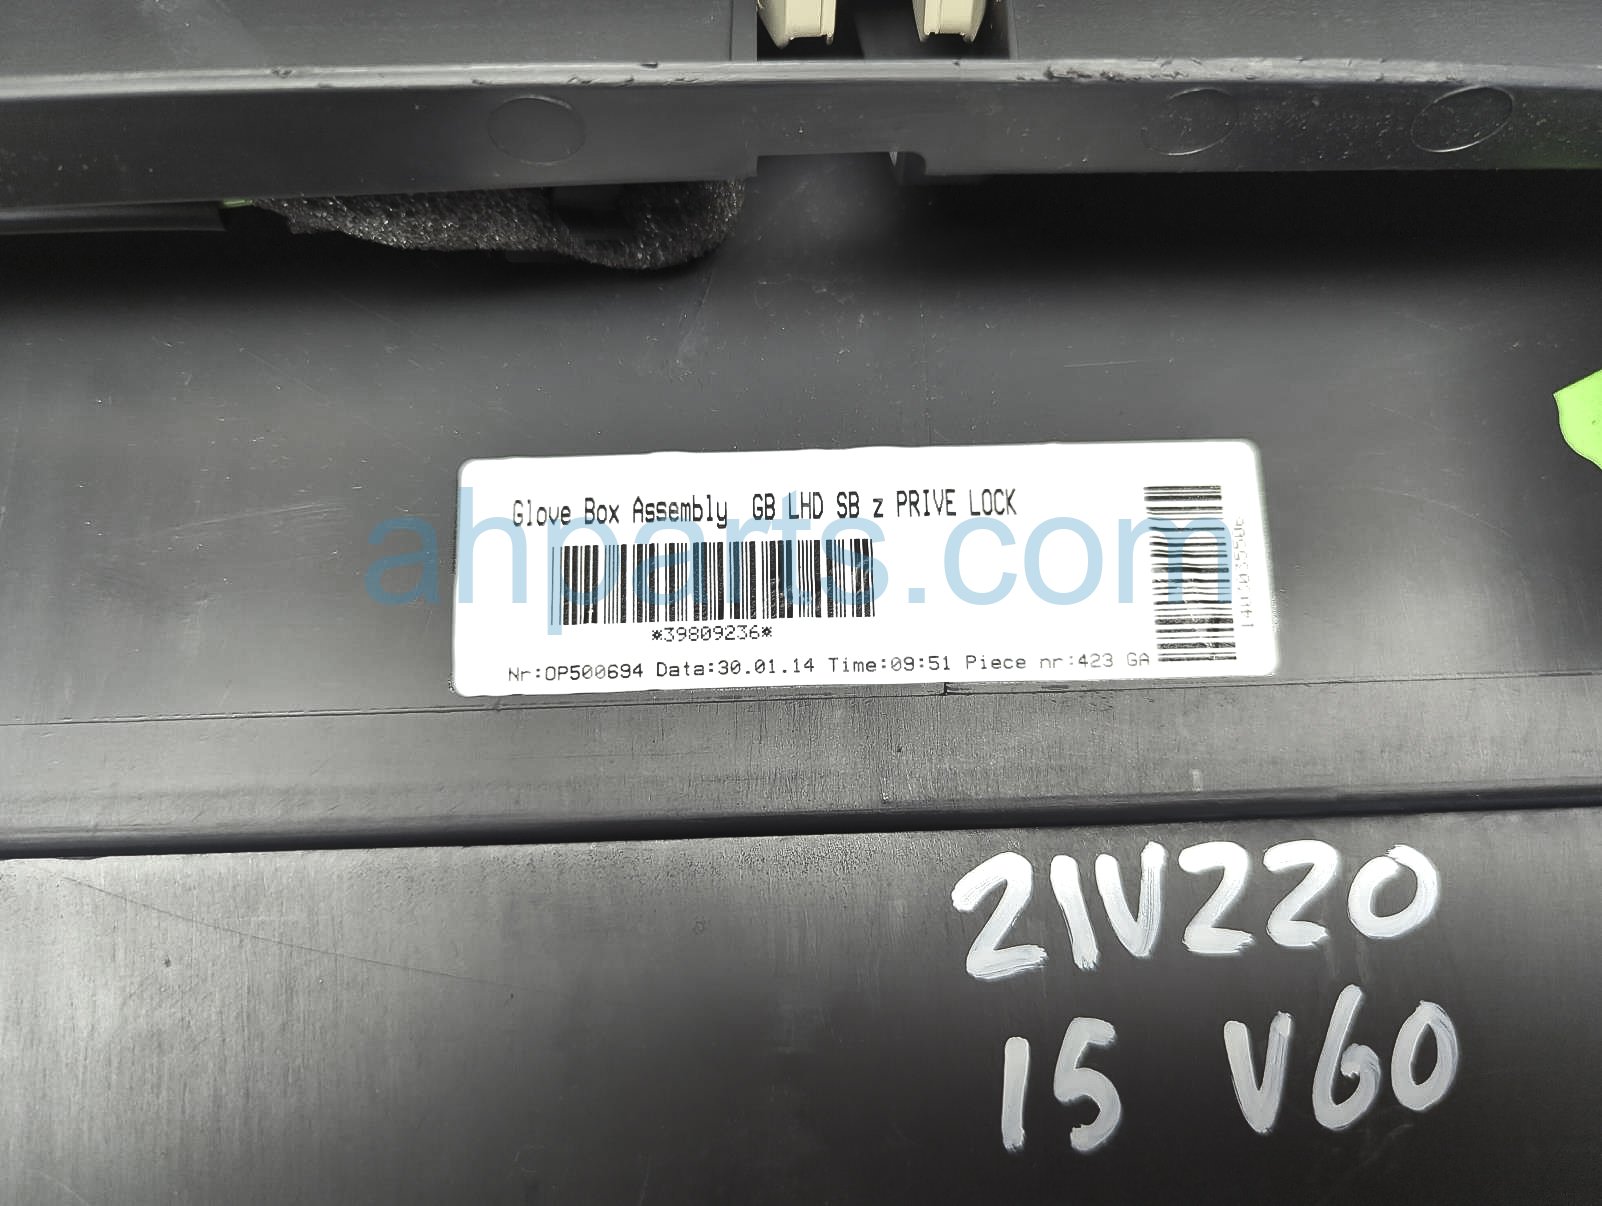 Glove Box Assembly GB LHD SB z PRIVE LOCK
*39809236*
Nr:OP500694 Data:30.01.14 Time:09:51 Piece nr:423 GA
ahparts.com
21V220
15 V60